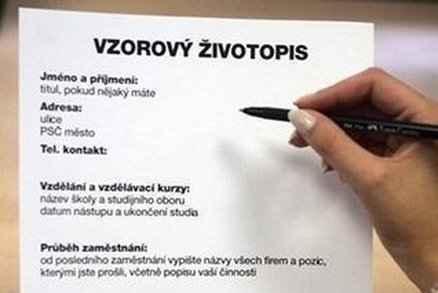 VZOROVÝ ŽIVOTOPIS
Jméno a příjmení:
titul, pokud nějaký máte
Adresa:
ulice
PSČ město
Tel. kontakt:
Vzdělání a vzdělávací kurzy:
název školy a studijního oboru
datum nástupu a ukončení studia
Průběh zaměstnání:
od posledního zaměstnání vypište názvy všech firem a pozic,
kterými jste prošli, včetně popisu vaší činnosti